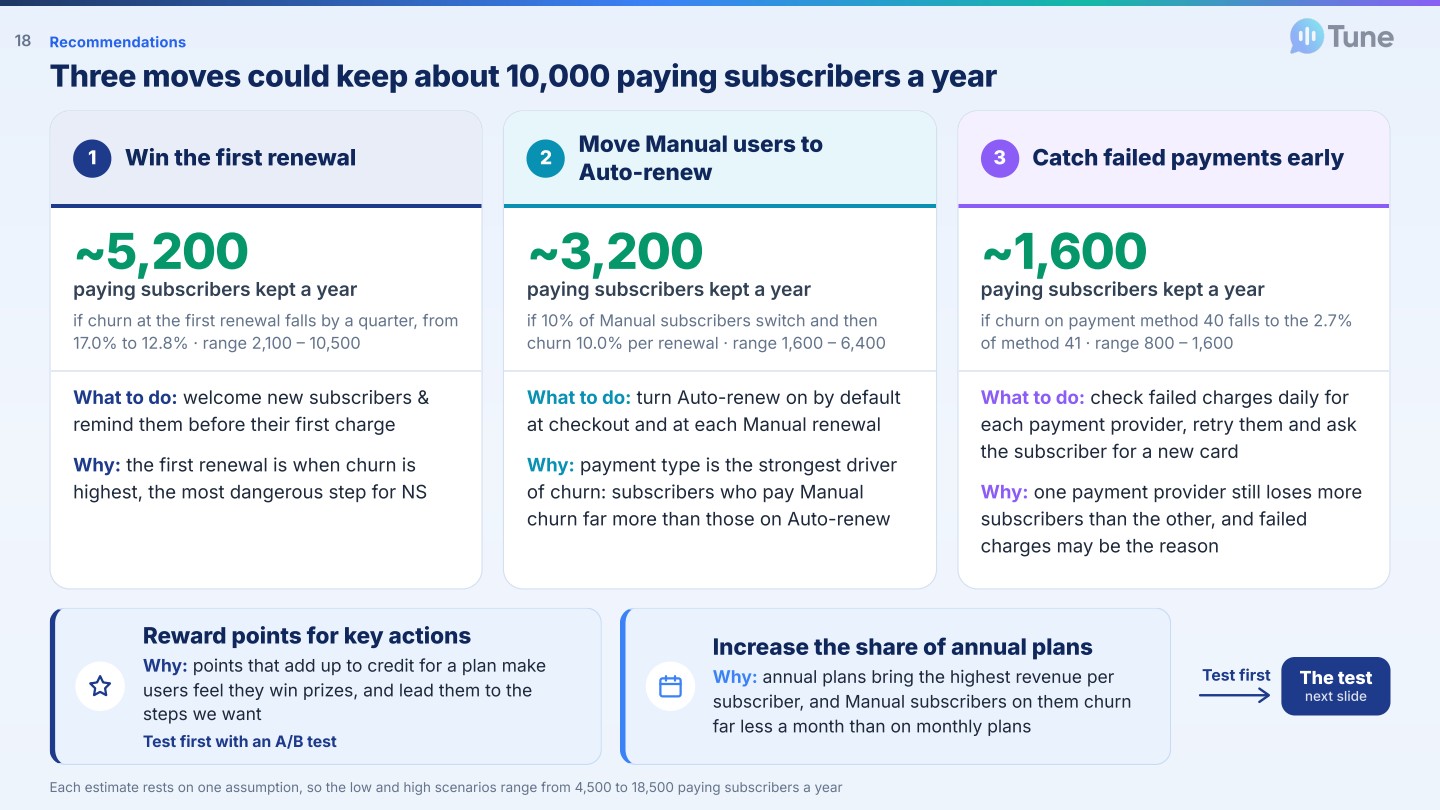 18 Recommendations
Tune
Three moves could keep about 10,000 paying subscribers a year
1 Win the first renewal
~5,200
paying subscribers kept a year
if churn at the first renewal falls by a quarter, from
17.0% to 12.8% · range 2,100 – 10,500
What to do: welcome new subscribers &
remind them before their first charge
Why: the first renewal is when churn is
highest, the most dangerous step for NS
2 Move Manual users to
Auto-renew
~3,200
paying subscribers kept a year
if 10% of Manual subscribers switch and then
churn 10.0% per renewal · range 1,600 – 6,400
What to do: turn Auto-renew on by default
at checkout and at each Manual renewal
Why: payment type is the strongest driver
of churn: subscribers who pay Manual
churn far more than those on Auto-renew
3 Catch failed payments early
~1,600
paying subscribers kept a year
if churn on payment method 40 falls to the 2.7%
of method 41 · range 800 – 1,600
What to do: check failed charges daily for
each payment provider, retry them and ask
the subscriber for a new card
Why: one payment provider still loses more
subscribers than the other, and failed
charges may be the reason
Reward points for key actions
Why: points that add up to credit for a plan make
users feel they win prizes, and lead them to the
steps we want
Test first with an A/B test
Increase the share of annual plans
Why: annual plans bring the highest revenue per
subscriber, and Manual subscribers on them churn
far less a month than on monthly plans
Test first
The test
next slide
Each estimate rests on one assumption, so the low and high scenarios range from 4,500 to 18,500 paying subscribers a year